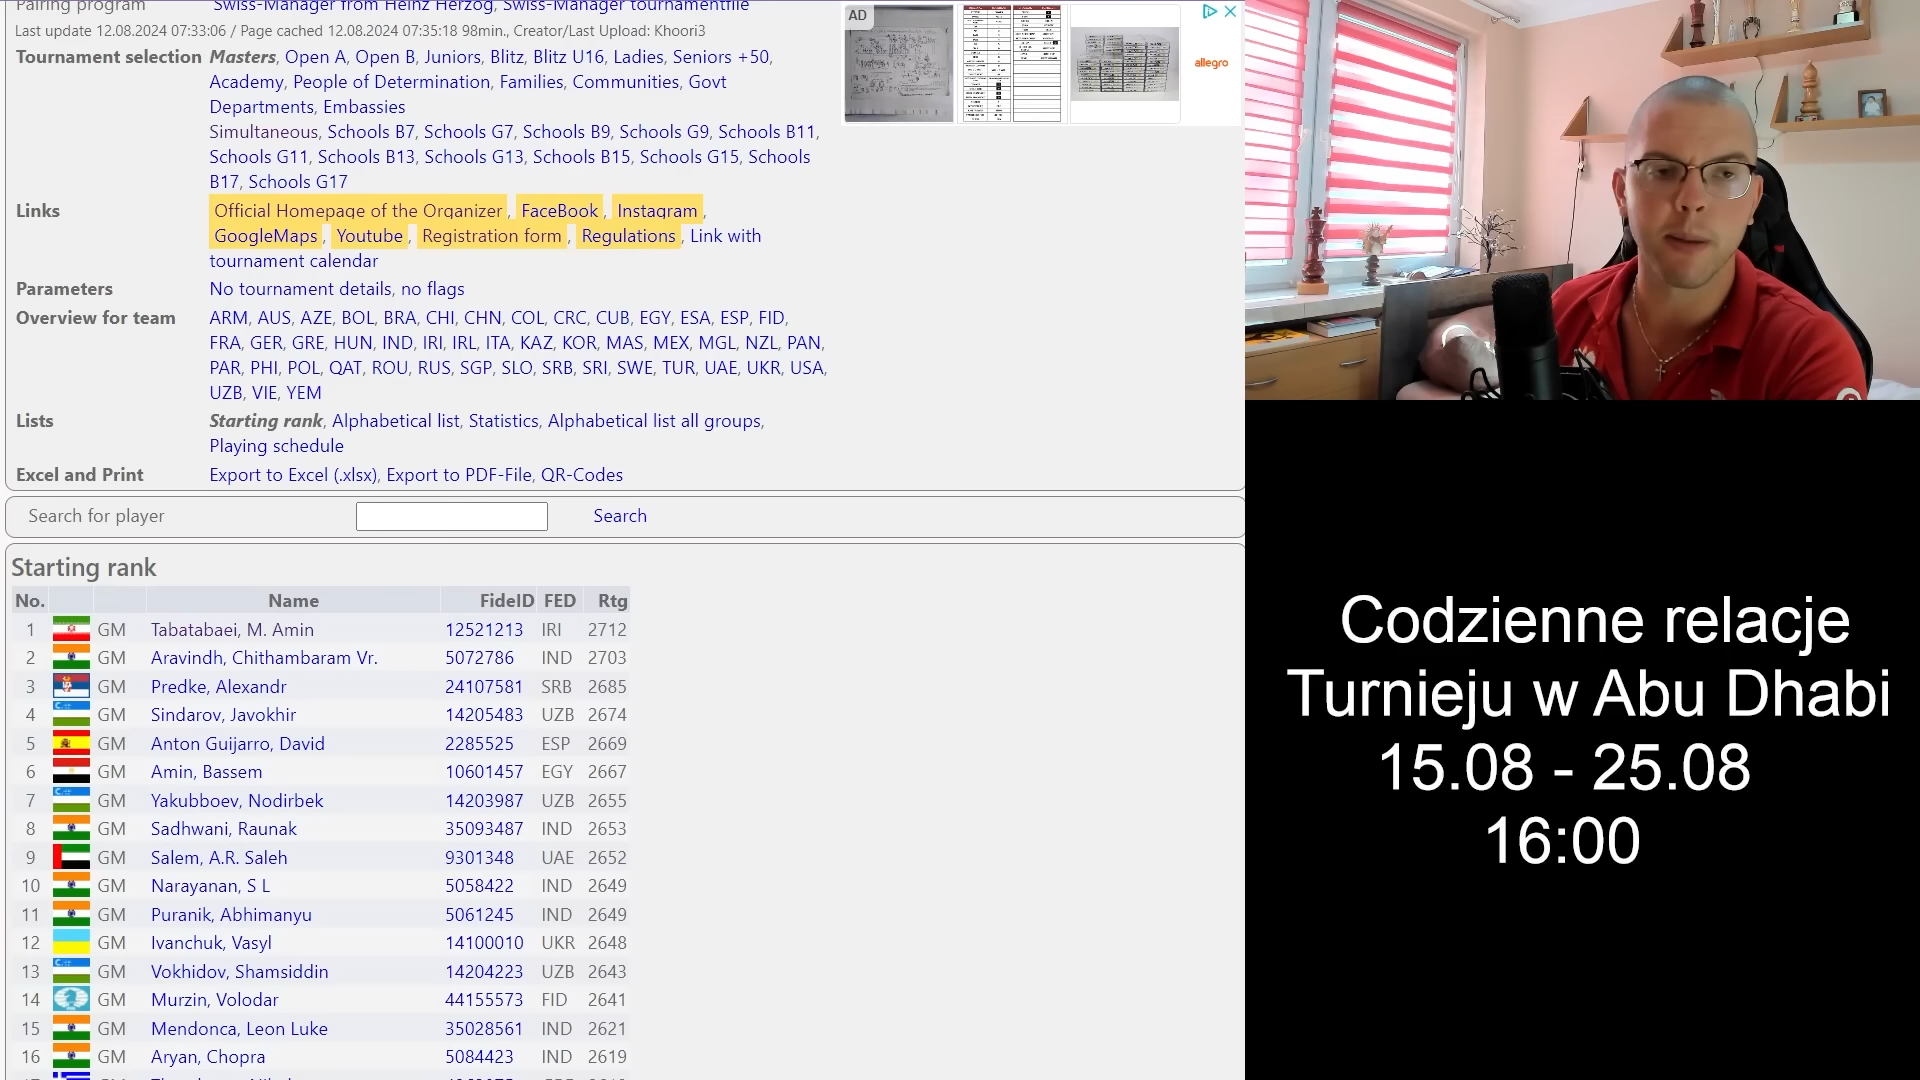 Pairing program Swiss-Manager from Heinz Herzog, Swiss-Manager tournamentfile
Last update 12.08.2024 07:33:06 / Page cached 12.08.2024 07:35:18 98min., Creator/Last Upload: Khoori3
Tournament selection Masters, Open A, Open B, Juniors, Blitz, Blitz U16, Ladies, Seniors +50,
Academy, People of Determination, Families, Communities, Govt
Departments, Embassies
Simultaneous, Schools B7, Schools G7, Schools B9, Schools G9, Schools B11,
Schools G11, Schools B13, Schools G13, Schools B15, Schools G15, Schools
B17, Schools G17
Links Official Homepage of the Organizer, FaceBook, Instagram,
GoogleMaps, Youtube, Registration form, Regulations, Link with
tournament calendar
Parameters No tournament details, no flags
Overview for team ARM, AUS, AZE, BOL, BRA, CHI, CHN, COL, CRC, CUB, EGY, ESA, ESP, FID,
FRA, GER, GRE, HUN, IND, IRI, IRL, ITA, KAZ, KOR, MAS, MEX, MGL, NZL, PAN,
PAR, PHI, POL, QAT, ROU, RUS, SGP, SLO, SRB, SRI, SWE, TUR, UAE, UKR, USA,
UZB, VIE, YEM
Lists Starting rank, Alphabetical list, Statistics, Alphabetical list all groups,
Playing schedule
Excel and Print Export to Excel (.xlsx), Export to PDF-File, QR-Codes
AD
allegro
Search for player Search
Starting rank
No. Name FideID FED Rtg
1 GM Tabatabaei, M. Amin 12521213 IRI 2712
2 GM Aravindh, Chithambaram Vr. 5072786 IND 2703
3 GM Predke, Alexandr 24107581 SRB 2685
4 GM Sindarov, Javokhir 14205483 UZB 2674
5 GM Anton Guijarro, David 2285525 ESP 2669
6 GM Amin, Bassem 10601457 EGY 2667
7 GM Yakubboev, Nodirbek 14203987 UZB 2655
8 GM Sadhwani, Raunak 35093487 IND 2653
9 GM Salem, A.R. Saleh 9301348 UAE 2652
10 GM Narayanan, S L 5058422 IND 2649
11 GM Puranik, Abhimanyu 5061245 IND 2649
12 GM Ivanchuk, Vasyl 14100010 UKR 2648
13 GM Vokhidov, Shamsiddin 14204223 UZB 2643
14 GM Murzin, Volodar 44155573 FID 2641
15 GM Mendonca, Leon Luke 35028561 IND 2621
16 GM Aryan, Chopra 5084423 IND 2619
Codzienne relacje
Turnieju w Abu Dhabi
15.08 - 25.08
16:00